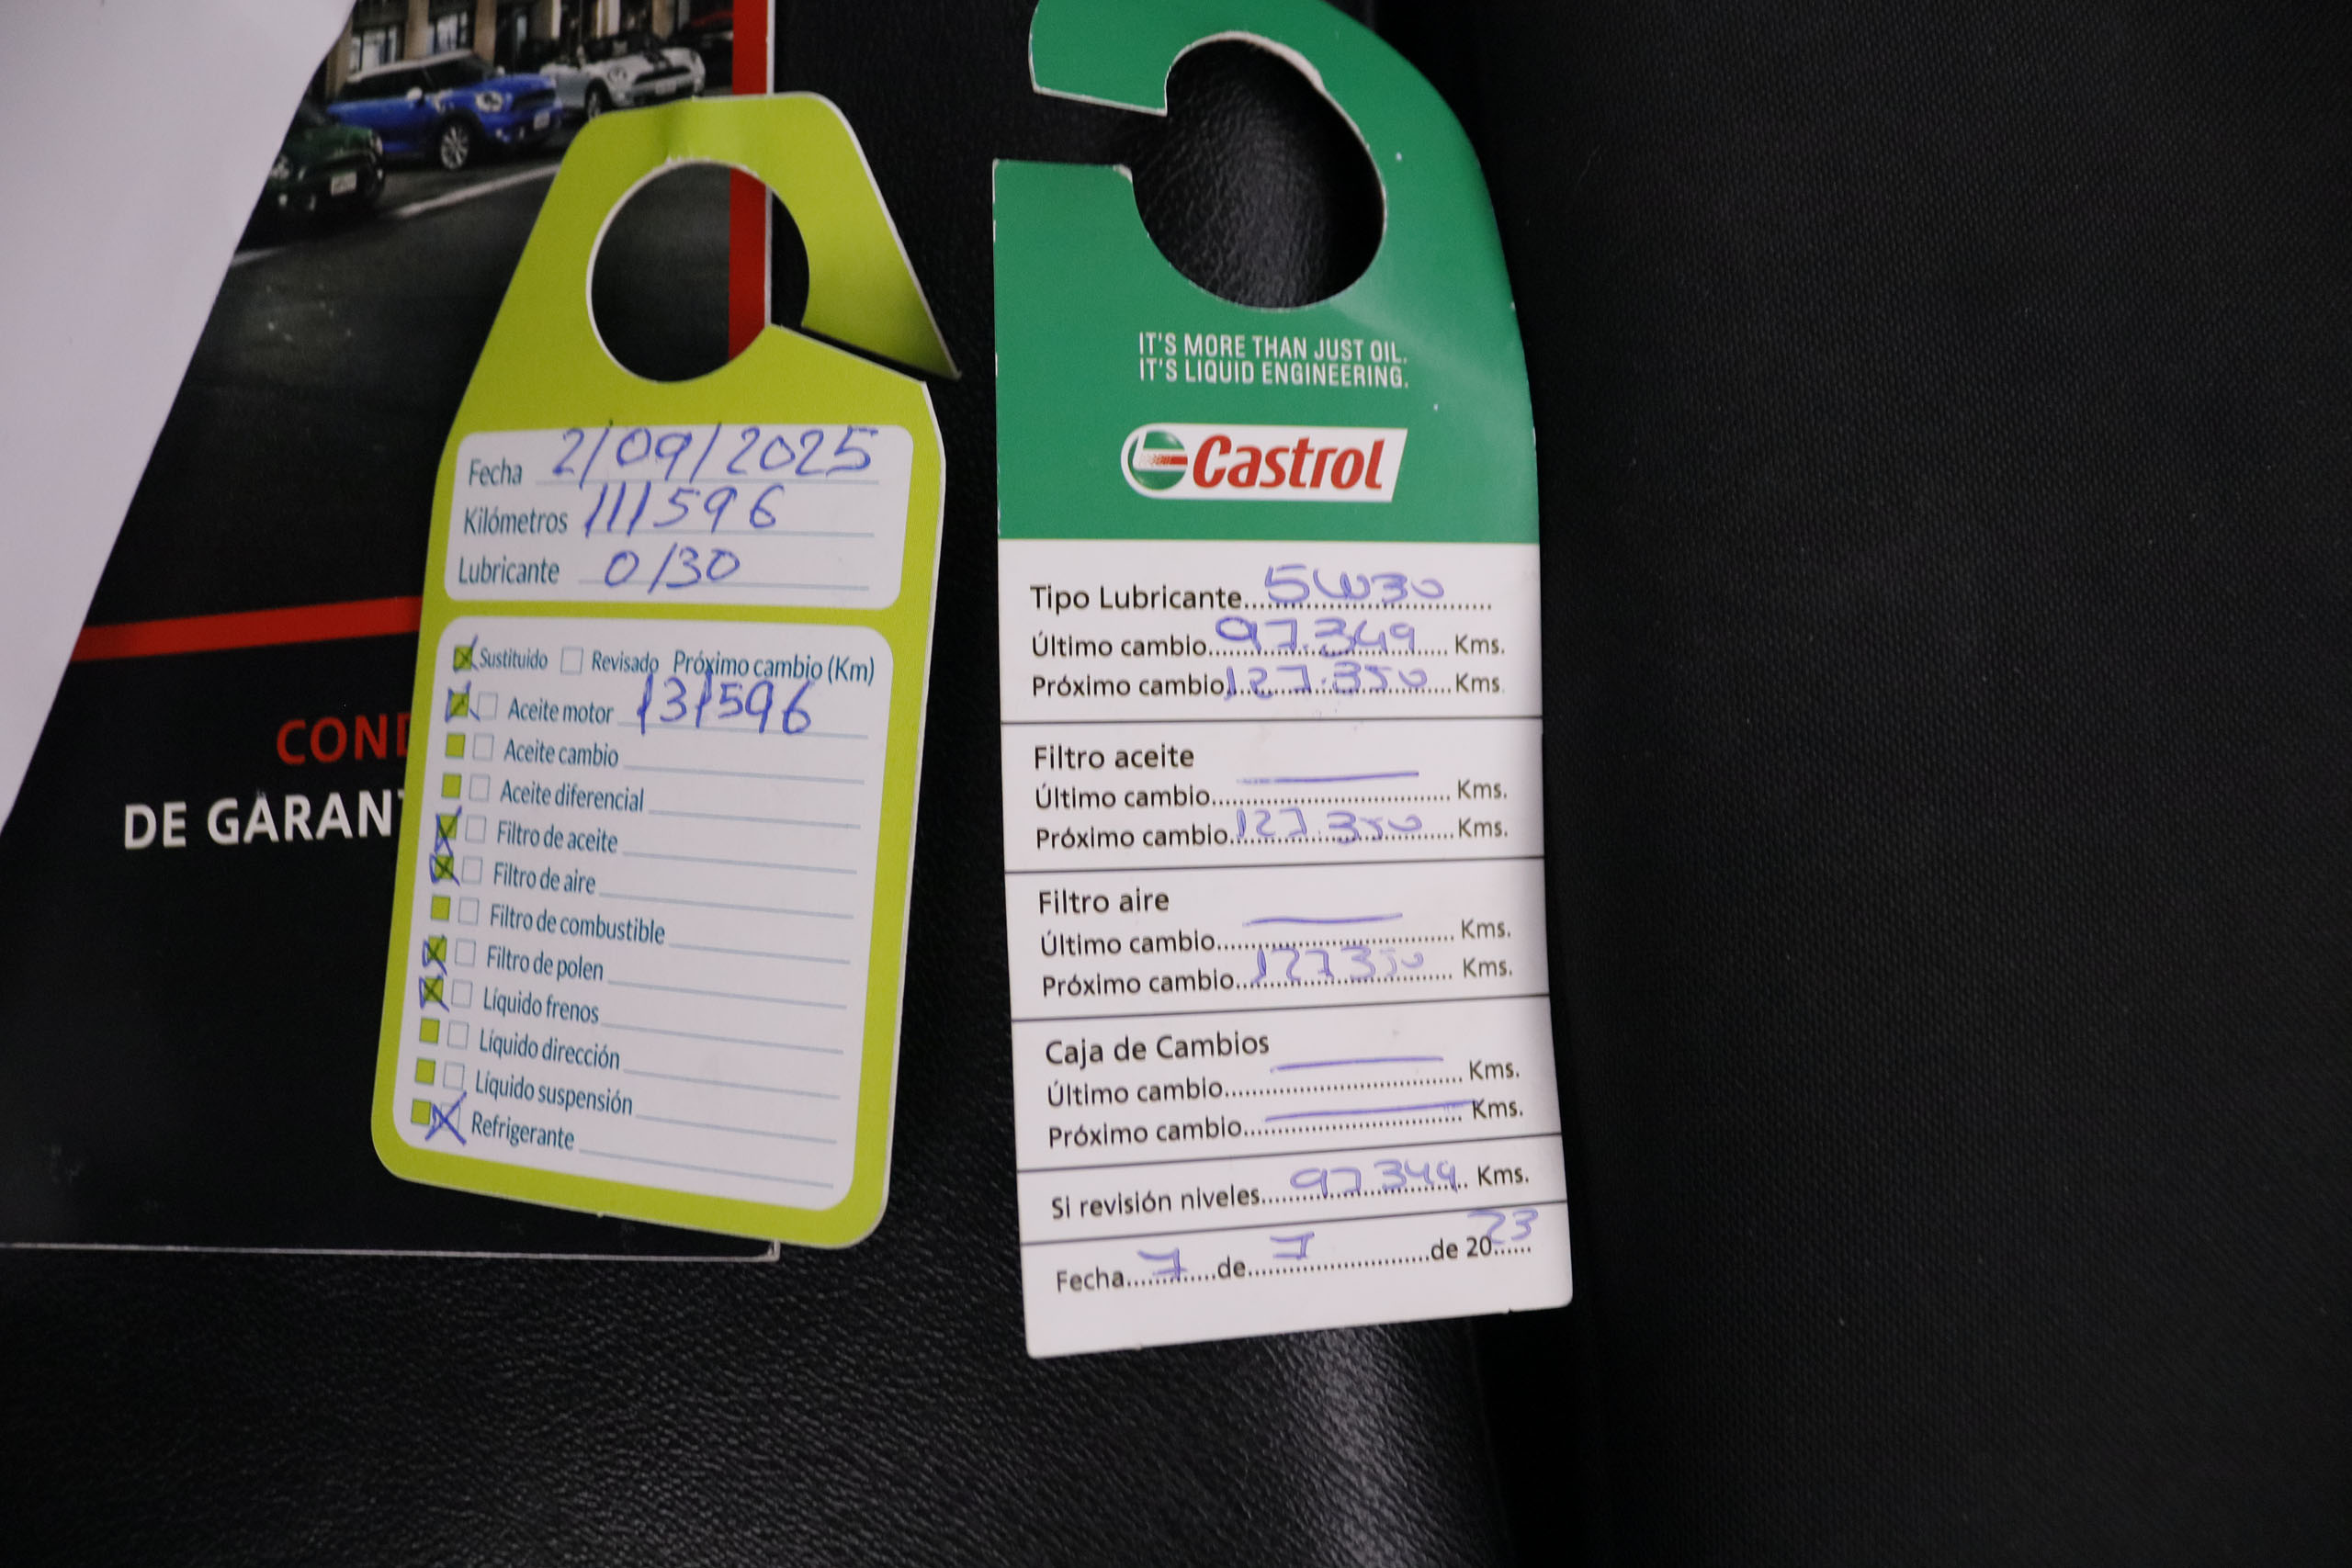 COND
DE GARANT
Fecha 2/09/2025
Kilómetros 111596
Lubricante 0/30
Sustituido Revisado Próximo cambio (Km)
Aceite motor 131596
Aceite cambio
Aceite diferencial
Filtro de aceite
Filtro de aire
Filtro de combustible
Filtro de polen
Líquido frenos
Líquido dirección
Líquido suspensión
Refrigerante
IT'S MORE THAN JUST OIL.
IT'S LIQUID ENGINEERING.
Castrol
Tipo Lubricante 5W30
Último cambio 97.349 Kms.
Próximo cambio 127.350 Kms.
Filtro aceite
Último cambio Kms.
Próximo cambio 127.350 Kms.
Filtro aire
Último cambio Kms.
Próximo cambio 127350 Kms.
Caja de Cambios
Último cambio Kms.
Próximo cambio Kms.
Si revisión niveles 97349 Kms.
Fecha 7 de 7 de 2023